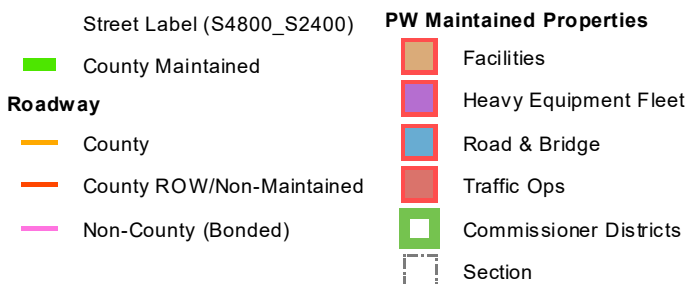 Street Label (S4800_S2400)
County Maintained
Roadway
County
County ROW/Non-Maintained
Non-County (Bonded)
PW Maintained Properties
Facilities
Heavy Equipment Fleet
Road & Bridge
Traffic Ops
Commissioner Districts
Section